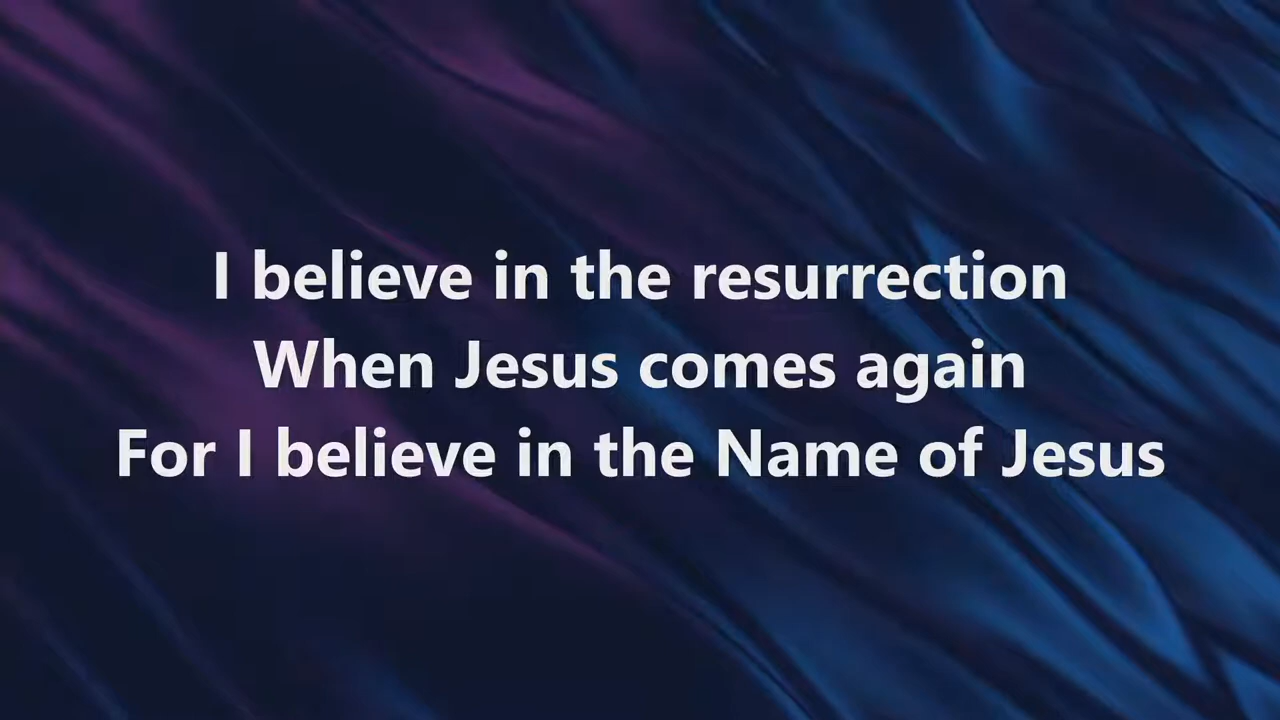 I believe in the resurrection
When Jesus comes again
For I believe in the Name of Jesus